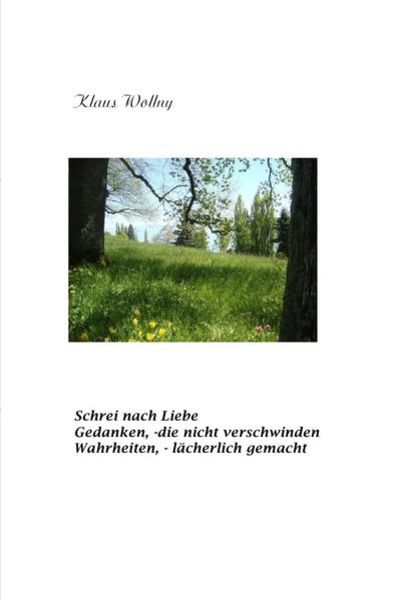 Klaus Wollny
Schrei nach Liebe
Gedanken, -die nicht verschwinden
Wahrheiten, - lächerlich gemacht